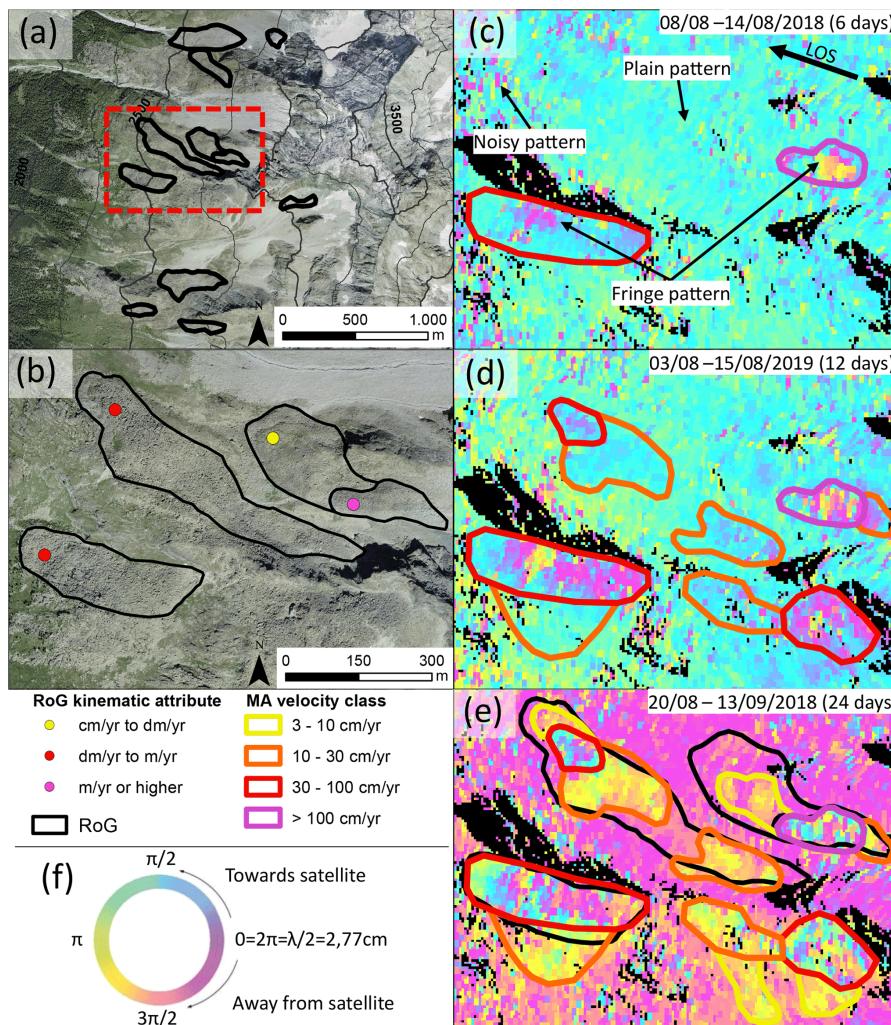 (a)
2000
2500
3500
N
0 500 1.000
m
(b)
N
0 150 300
m
RoG kinematic attribute
cm/yr to dm/yr
dm/yr to m/yr
m/yr or higher
RoG
MA velocity class
3 - 10 cm/yr
10 - 30 cm/yr
30 - 100 cm/yr
> 100 cm/yr
(f)
π/2
Towards satellite
π
0=2π=λ/2=2,77cm
Away from satellite
3π/2
(c)
08/08 –14/08/2018 (6 days)
LOS
Plain pattern
Noisy pattern
Fringe pattern
(d)
03/08 –15/08/2019 (12 days)
(e)
20/08 – 13/09/2018 (24 days)